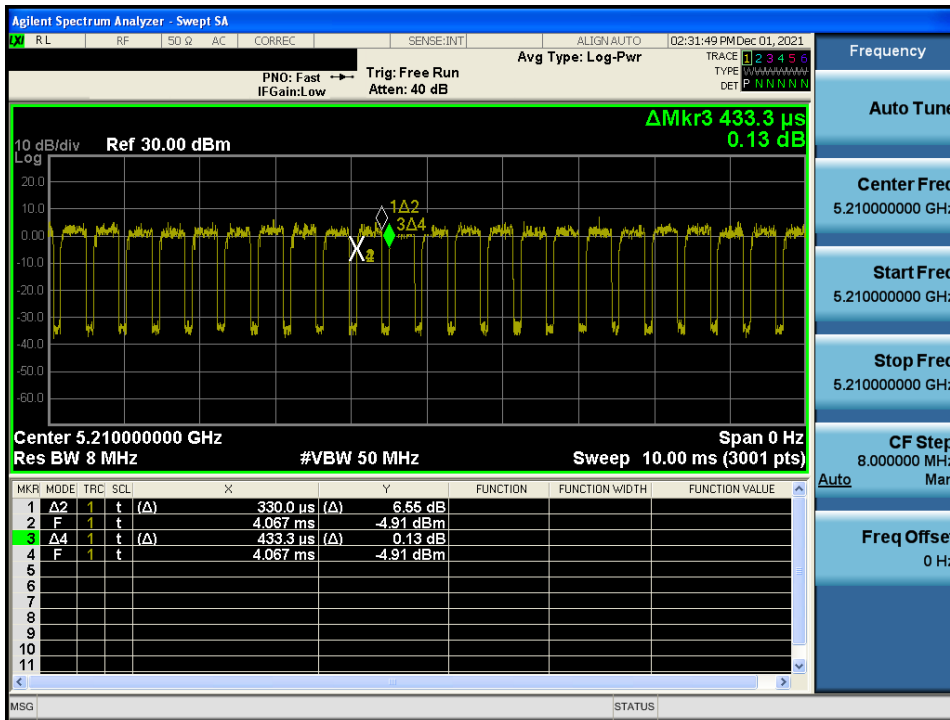 Agilent Spectrum Analyzer - Swept SA
LXI RL RF 50 Ω AC CORREC SENSE:INT ALIGN AUTO 02:31:49 PM Dec 01, 2021
Frequency
Avg Type: Log-Pwr
TRACE 1 2 3 4 5 6
PNO: Fast Trig: Free Run
TYPE
IFGain:Low Atten: 40 dB
DET P N N N N N
Auto Tune
ΔMkr3 433.3 µs
10 dB/div Ref 30.00 dBm 0.13 dB
Log
20.0
10.0
0.00
-10.0
-20.0
-30.0
-40.0
-50.0
-60.0
1Δ2
3Δ4
Center Freq
5.210000000 GHz
Start Freq
5.210000000 GHz
Stop Freq
5.210000000 GHz
Center 5.210000000 GHz Span 0 Hz
Res BW 8 MHz #VBW 50 MHz Sweep 10.00 ms (3001 pts)
CF Step
8.000000 MHz
Auto Man
Freq Offset
0 Hz
MKR MODE TRC SCL X Y FUNCTION FUNCTION WIDTH FUNCTION VALUE
1 Δ2 1 t (Δ) 330.0 µs (Δ) 6.55 dB
2 F 1 t 4.067 ms -4.91 dBm
3 Δ4 1 t (Δ) 433.3 µs (Δ) 0.13 dB
4 F 1 t 4.067 ms -4.91 dBm
5
6
7
8
9
10
11
MSG STATUS